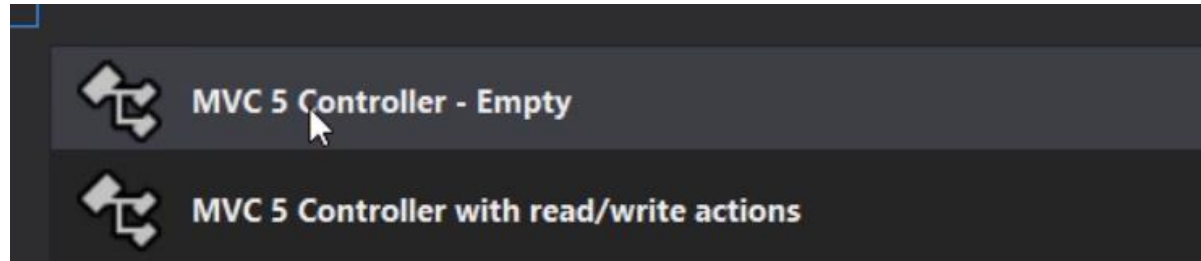 MVC 5 Controller - Empty
MVC 5 Controller with read/write actions